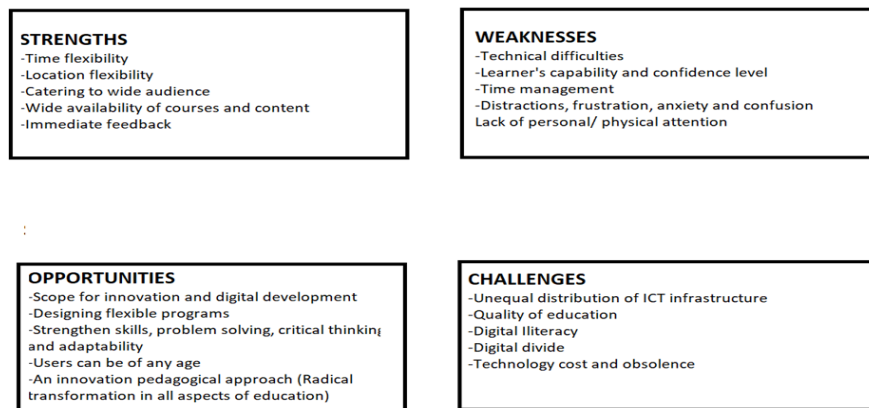 STRENGTHS
-Time flexibility
-Location flexibility
-Catering to wide audience
-Wide availability of courses and content
-Immediate feedback
WEAKNESSES
-Technical difficulties
-Learner's capability and confidence level
-Time management
-Distractions, frustration, anxiety and confusion
Lack of personal/ physical attention
:
OPPORTUNITIES
-Scope for innovation and digital development
-Designing flexible programs
-Strengthen skills, problem solving, critical thinking
and adaptability
-Users can be of any age
-An innovation pedagogical approach (Radical
transformation in all aspects of education)
CHALLENGES
-Unequal distribution of ICT infrastructure
-Quality of education
-Digital Iliteracy
-Digital divide
-Technology cost and obsolence